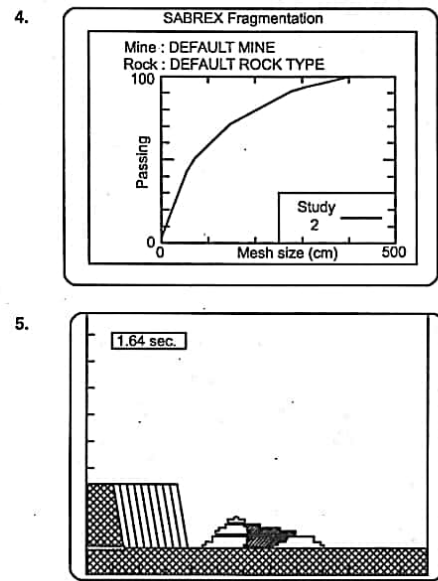 4.
SABREX Fragmentation
Mine : DEFAULT MINE
Rock : DEFAULT ROCK TYPE
100
Passing
Study
2
0
0
Mesh size (cm)
500
5.
1.64 sec.